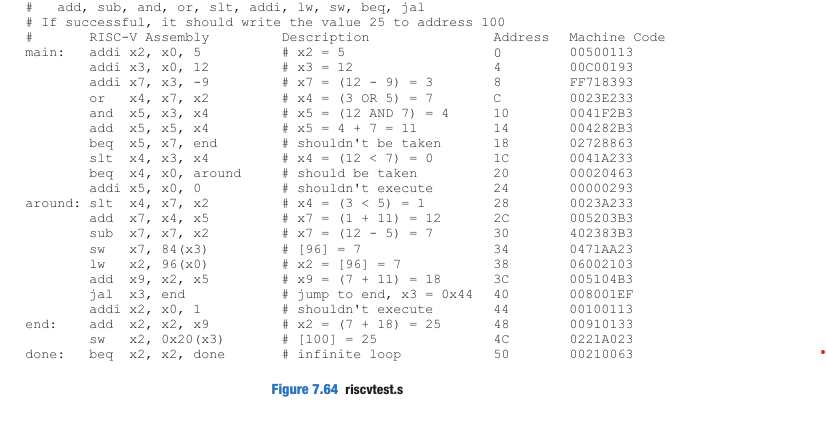 #   add, sub, and, or, slt, addi, lw, sw, beq, jal
# If successful, it should write the value 25 to address 100
#       RISC-V Assembly         Description               Address   Machine Code
main:   addi x2, x0, 5          # x2 = 5                  0         00500113
        addi x3, x0, 12         # x3 = 12                 4         00C00193
        addi x7, x3, -9         # x7 = (12 - 9) = 3       8         FF718393
        or   x4, x7, x2         # x4 = (3 OR 5) = 7       C         0023E233
        and  x5, x3, x4         # x5 = (12 AND 7) = 4     10        0041F2B3
        add  x5, x5, x4         # x5 = 4 + 7 = 11         14        004282B3
        beq  x5, x7, end        # shouldn't be taken      18        02728863
        slt  x4, x3, x4         # x4 = (12 < 7) = 0       1C        0041A233
        beq  x4, x0, around     # should be taken         20        00020463
        addi x5, x0, 0          # shouldn't execute       24        00000293
around: slt  x4, x7, x2         # x4 = (3 < 5) = 1        28        0023A233
        add  x7, x4, x5         # x7 = (1 + 11) = 12      2C        005203B3
        sub  x7, x7, x2         # x7 = (12 - 5) = 7       30        402383B3
        sw   x7, 84(x3)         # [96] = 7                34        0471AA23
        lw   x2, 96(x0)         # x2 = [96] = 7           38        06002103
        add  x9, x2, x5         # x9 = (7 + 11) = 18      3C        005104B3
        jal  x3, end            # jump to end, x3 = 0x44  40        008001EF
        addi x2, x0, 1          # shouldn't execute       44        00100113
end:    add  x2, x2, x9         # x2 = (7 + 18) = 25      48        00910133
        sw   x2, 0x20(x3)       # [100] = 25              4C        0221A023
done:   beq  x2, x2, done       # infinite loop           50        00210063
Figure 7.64 riscvtest.s